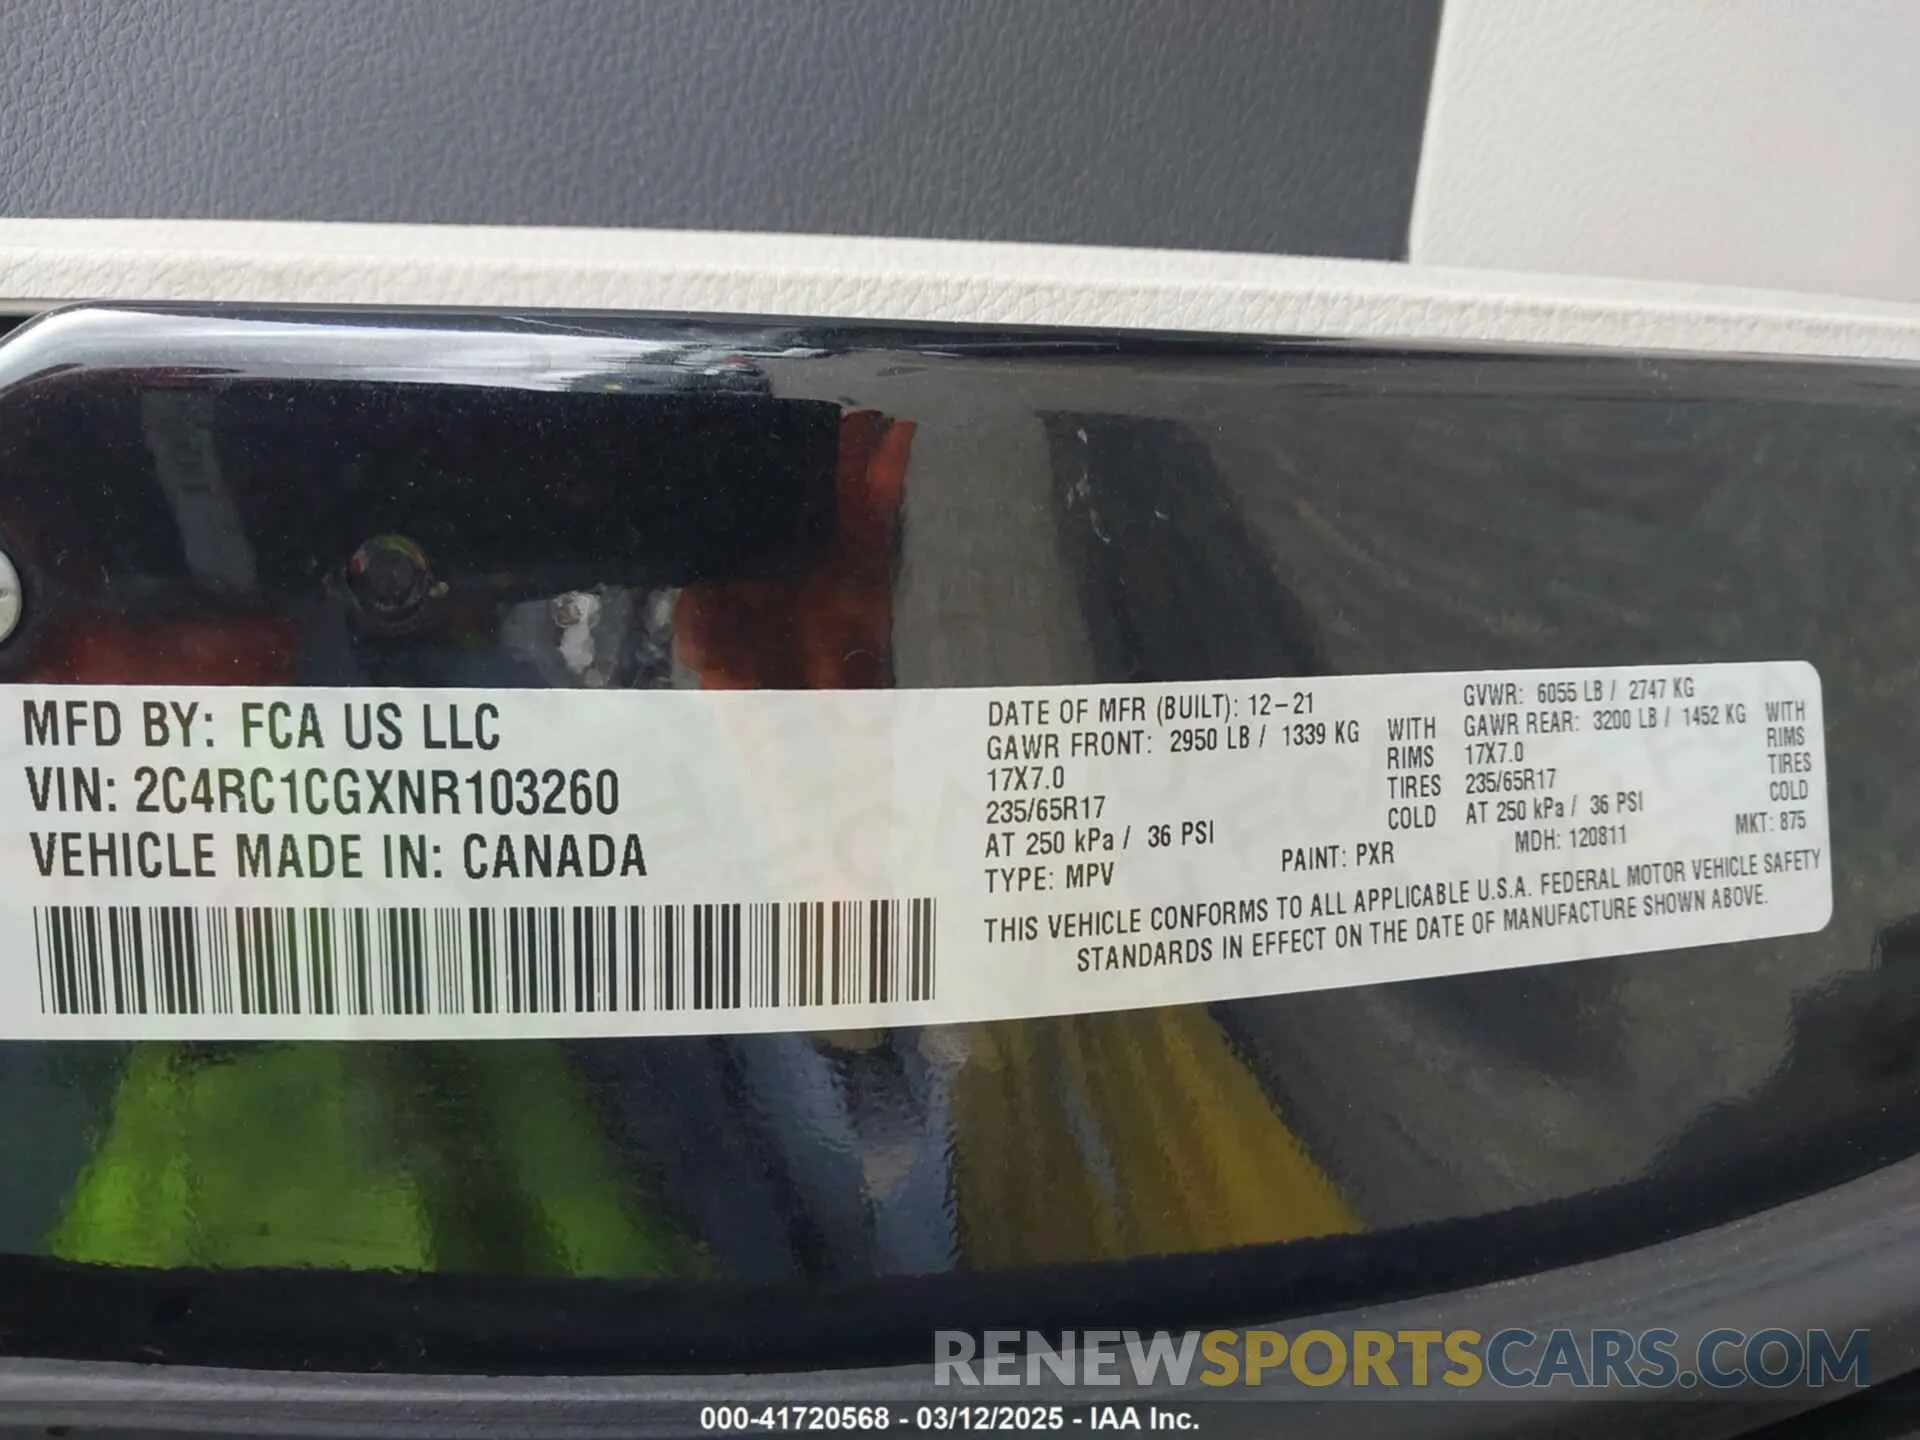 MFD BY: FCA US LLC
VIN: 2C4RC1CGXNR103260
VEHICLE MADE IN: CANADA
DATE OF MFR (BUILT): 12-21
GAWR FRONT: 2950 LB / 1339 KG WITH
17X7.0 RIMS
235/65R17 TIRES
AT 250 kPa / 36 PSI COLD
TYPE: MPV
GVWR: 6055 LB / 2747 KG
GAWR REAR: 3200 LB / 1452 KG WITH
17X7.0 RIMS
235/65R17 TIRES
AT 250 kPa / 36 PSI COLD
PAINT: PXR MDH: 120811 MKT: 875
THIS VEHICLE CONFORMS TO ALL APPLICABLE U.S.A. FEDERAL MOTOR VEHICLE SAFETY
STANDARDS IN EFFECT ON THE DATE OF MANUFACTURE SHOWN ABOVE.
RENEWSPORTSCARS.COM
000-41720568 - 03/12/2025 - IAA Inc.